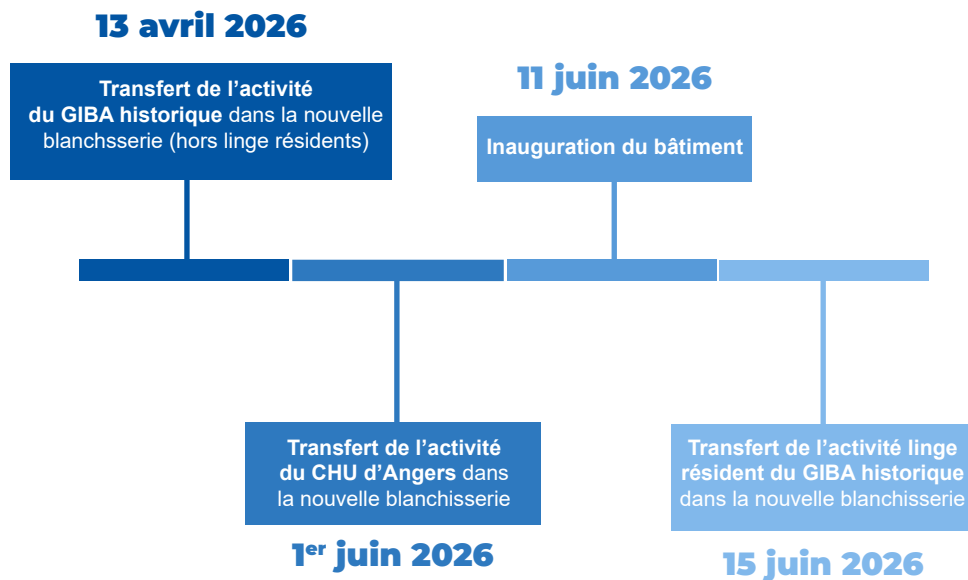 13 avril 2026
Transfert de l’activité
du GIBA historique dans la nouvelle
blanchsserie (hors linge résidents)
11 juin 2026
Inauguration du bâtiment
Transfert de l’activité
du CHU d’Angers dans
la nouvelle blanchisserie
1er juin 2026
Transfert de l’activité linge
résident du GIBA historique
dans la nouvelle blanchisserie
15 juin 2026